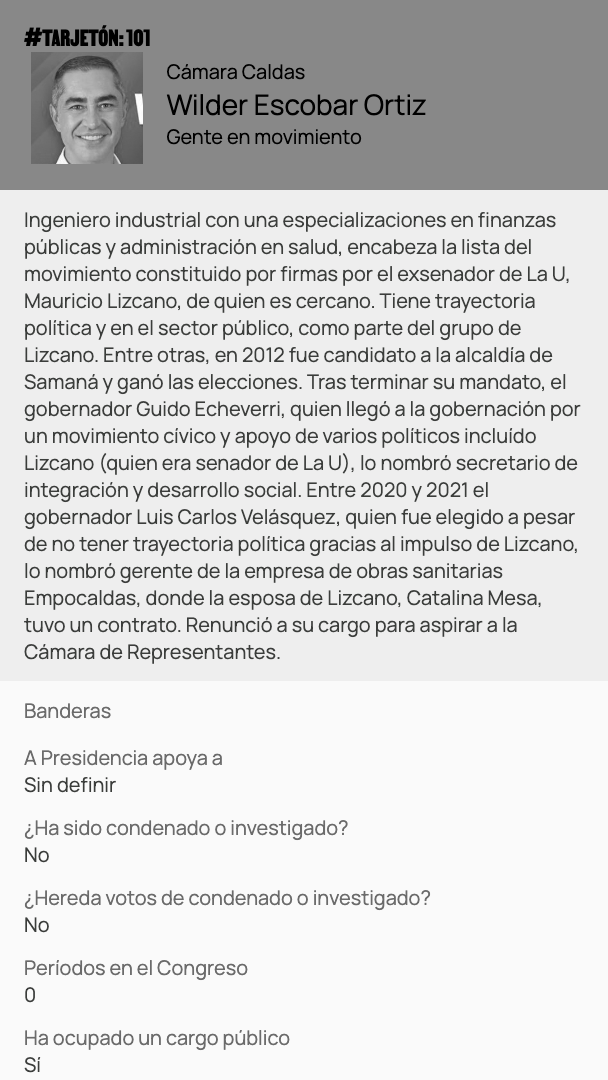 #TARJETÓN: 101
Cámara Caldas
Wilder Escobar Ortiz
Gente en movimiento
Ingeniero industrial con una especializaciones en finanzas
públicas y administración en salud, encabeza la lista del
movimiento constituido por firmas por el exsenador de La U,
Mauricio Lizcano, de quien es cercano. Tiene trayectoria
política y en el sector público, como parte del grupo de
Lizcano. Entre otras, en 2012 fue candidato a la alcaldía de
Samaná y ganó las elecciones. Tras terminar su mandato, el
gobernador Guido Echeverri, quien llegó a la gobernación por
un movimiento cívico y apoyo de varios políticos incluído
Lizcano (quien era senador de La U), lo nombró secretario de
integración y desarrollo social. Entre 2020 y 2021 el
gobernador Luis Carlos Velásquez, quien fue elegido a pesar
de no tener trayectoria política gracias al impulso de Lizcano,
lo nombró gerente de la empresa de obras sanitarias
Empocaldas, donde la esposa de Lizcano, Catalina Mesa,
tuvo un contrato. Renunció a su cargo para aspirar a la
Cámara de Representantes.
Banderas
A Presidencia apoya a
Sin definir
¿Ha sido condenado o investigado?
No
¿Hereda votos de condenado o investigado?
No
Períodos en el Congreso
0
Ha ocupado un cargo público
Sí